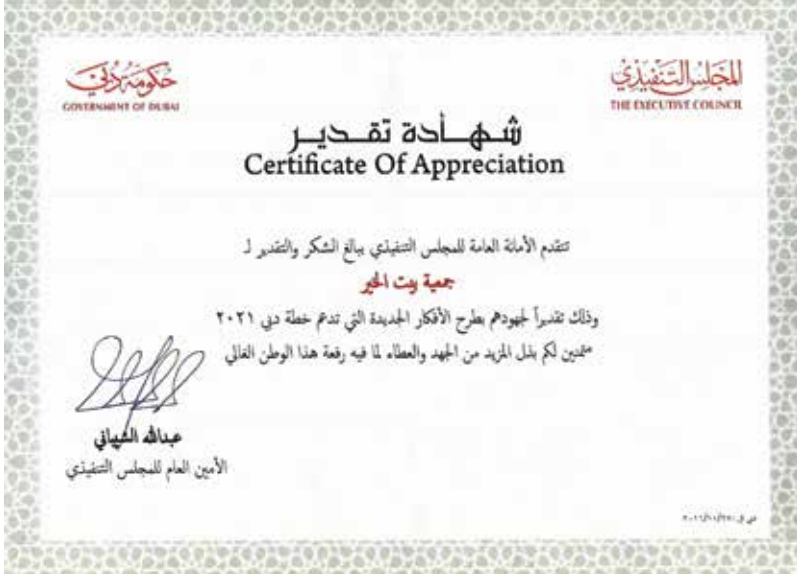 المجلس التنفيذي
THE EXECUTIVE COUNCIL
حكومة دبي
GOVERNMENT OF DUBAI
شهادة تقدير
Certificate Of Appreciation
تتقدم الأمانة العامة للمجلس التنفيذي ببالغ الشكر والتقدير لـ
جمعية بيت الخير
وذلك تقديراً لجهودهم بطرح الأفكار الجديدة التي تدعم خطة دبي ٢٠٢١
متمنين لكم بذل المزيد من الجهد والعطاء لما فيه رفعة هذا الوطن الغالي
عبدالله الشيباني
الأمين العام للمجلس التنفيذي